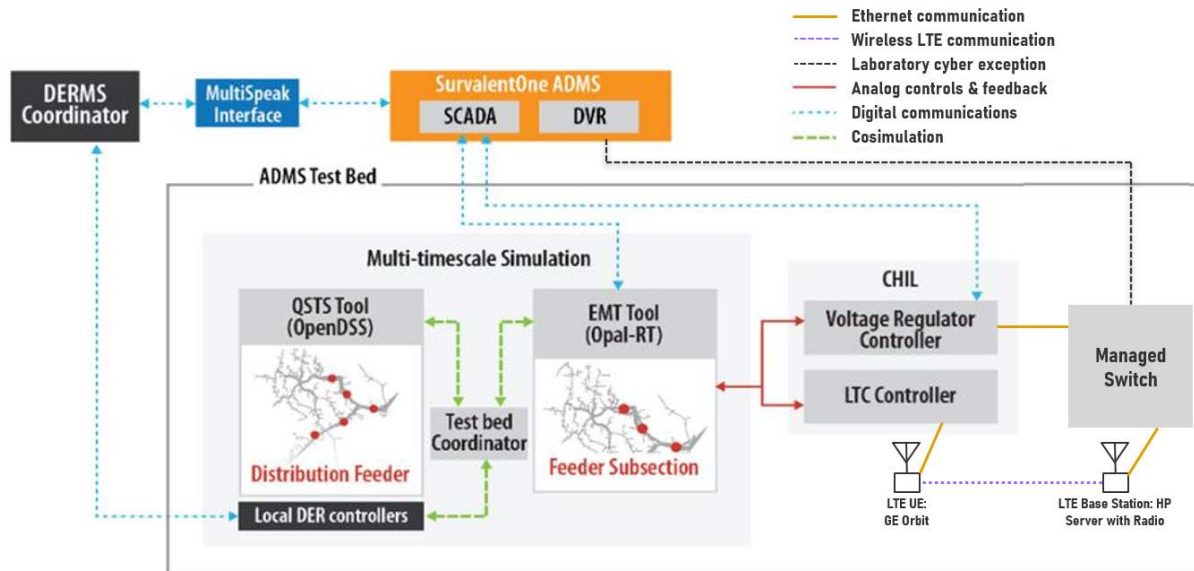 Ethernet communication
Wireless LTE communication
Laboratory cyber exception
Analog controls & feedback
Digital communications
Cosimulation
DERMS
Coordinator
MultiSpeak
Interface
SurvalentOne ADMS
SCADA
DVR
ADMS Test Bed
Multi-timescale Simulation
QSTS Tool
(OpenDSS)
Distribution Feeder
Test bed
Coordinator
EMT Tool
(Opal-RT)
Feeder Subsection
Local DER controllers
CHIL
Voltage Regulator
Controller
LTC Controller
Managed
Switch
LTE UE:
GE Orbit
LTE Base Station: HP
Server with Radio